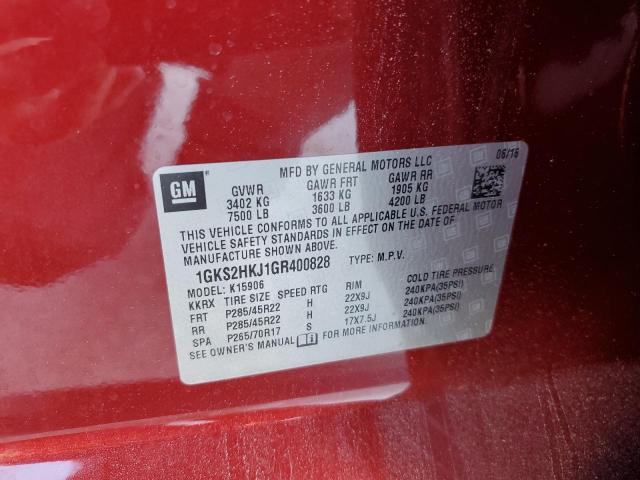 MFD BY GENERAL MOTORS LLC 06/16
GM
GVWR GAWR FRT GAWR RR
3402 KG 1633 KG 1905 KG
7500 LB 3600 LB 4200 LB
THIS VEHICLE CONFORMS TO ALL APPLICABLE U.S. FEDERAL MOTOR
VEHICLE SAFETY STANDARDS IN EFFECT ON THE DATE OF
MANUFACTURE SHOWN ABOVE.
1GKS2HKJ1GR400828 TYPE: M.P.V.
MODEL: K15906
KKRX TIRE SIZE SPEED RTG RIM
FRT P285/45R22 H 22X9J 240KPA(35PSI)
RR P285/45R22 H 22X9J 240KPA(35PSI)
SPA P265/70R17 S 17X7.5J 240KPA(35PSI)
SEE OWNER'S MANUAL FOR MORE INFORMATION.